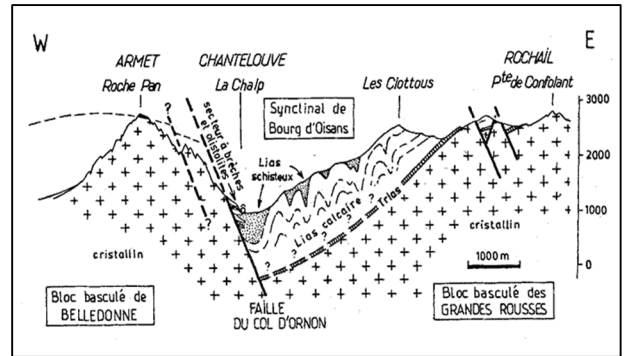 W
E
ARMET
Roche Pan
CHANTELOUVE
La Chalp
ROCHAIL
Pte de Confolant
Les Clottous
Synclinal de
Bourg d'Oisans
secteur à brèches
et olistolites
?
?
Lias
schisteux
Lias calcaire
Trias
?
?
?
?
cristallin
cristallin
3000
2000
1000
0
1000m
Bloc basculé de
BELLEDONNE
FAILLE
DU COL D'ORNON
Bloc basculé des
GRANDES ROUSSES